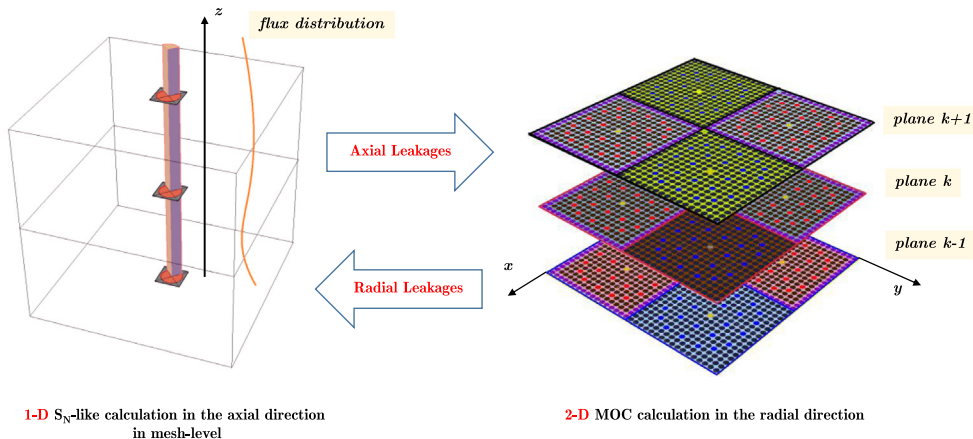 z
flux distribution
Axial Leakages
plane k+1
plane k
plane k-1
Radial Leakages
x
y
1-D S_N-like calculation in the axial direction
in mesh-level
2-D MOC calculation in the radial direction